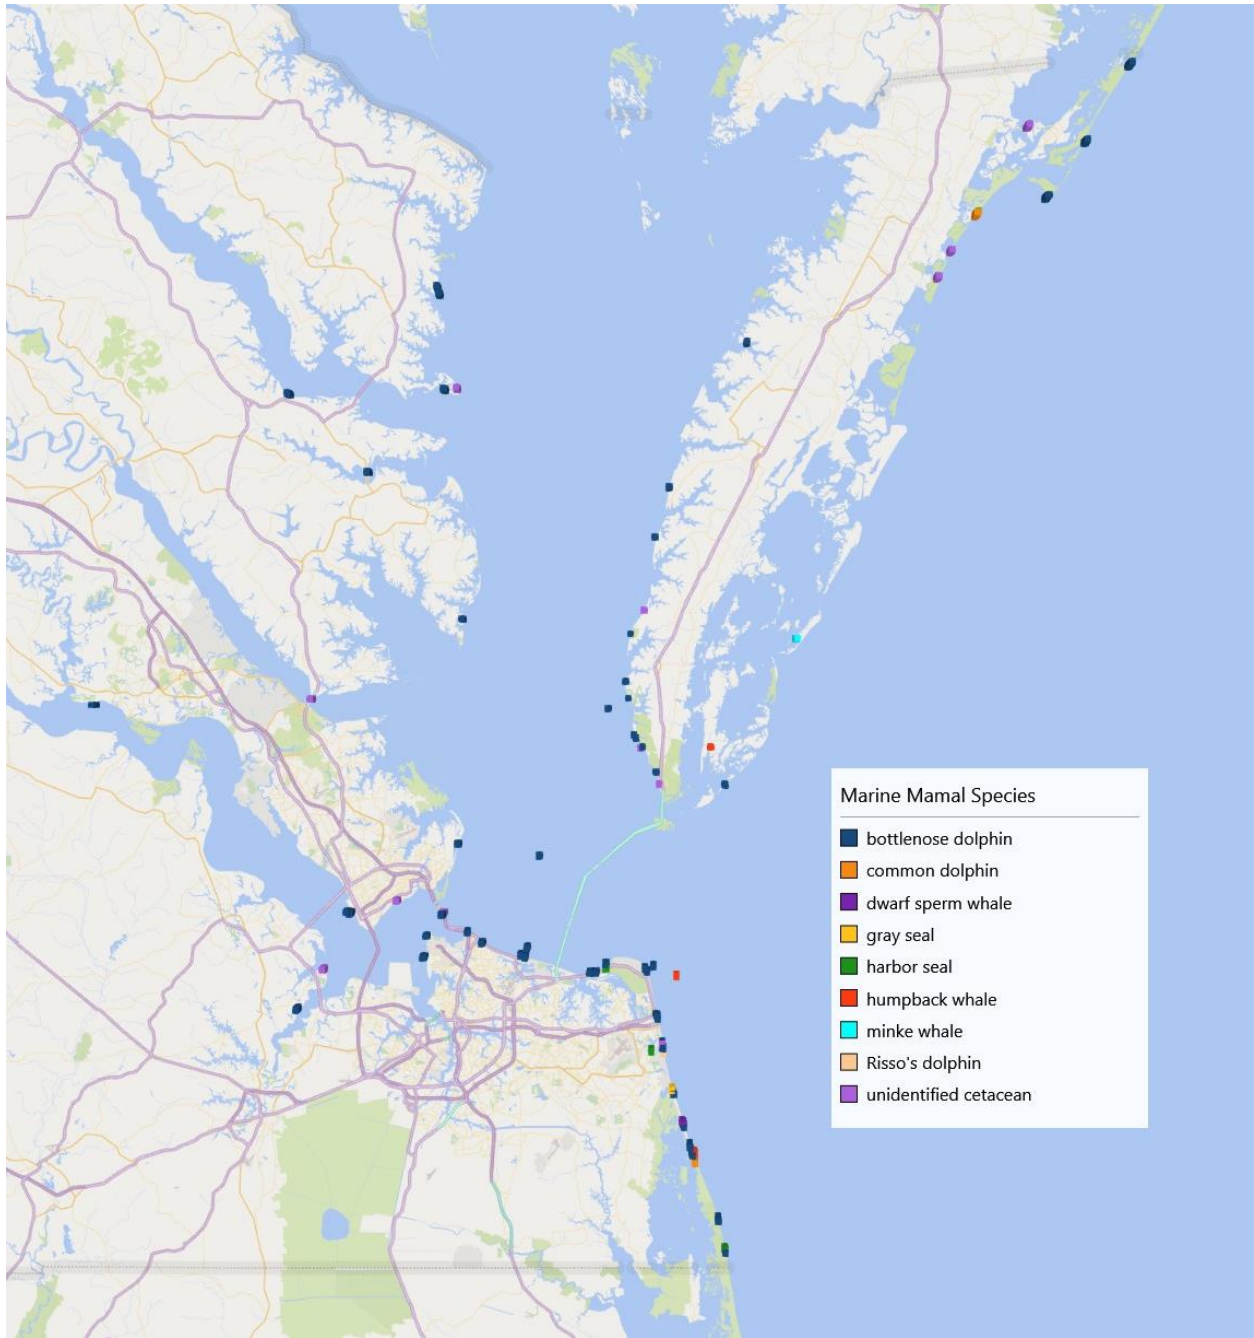 Marine Mamal Species
bottlenose dolphin
common dolphin
dwarf sperm whale
gray seal
harbor seal
humpback whale
minke whale
Risso's dolphin
unidentified cetacean